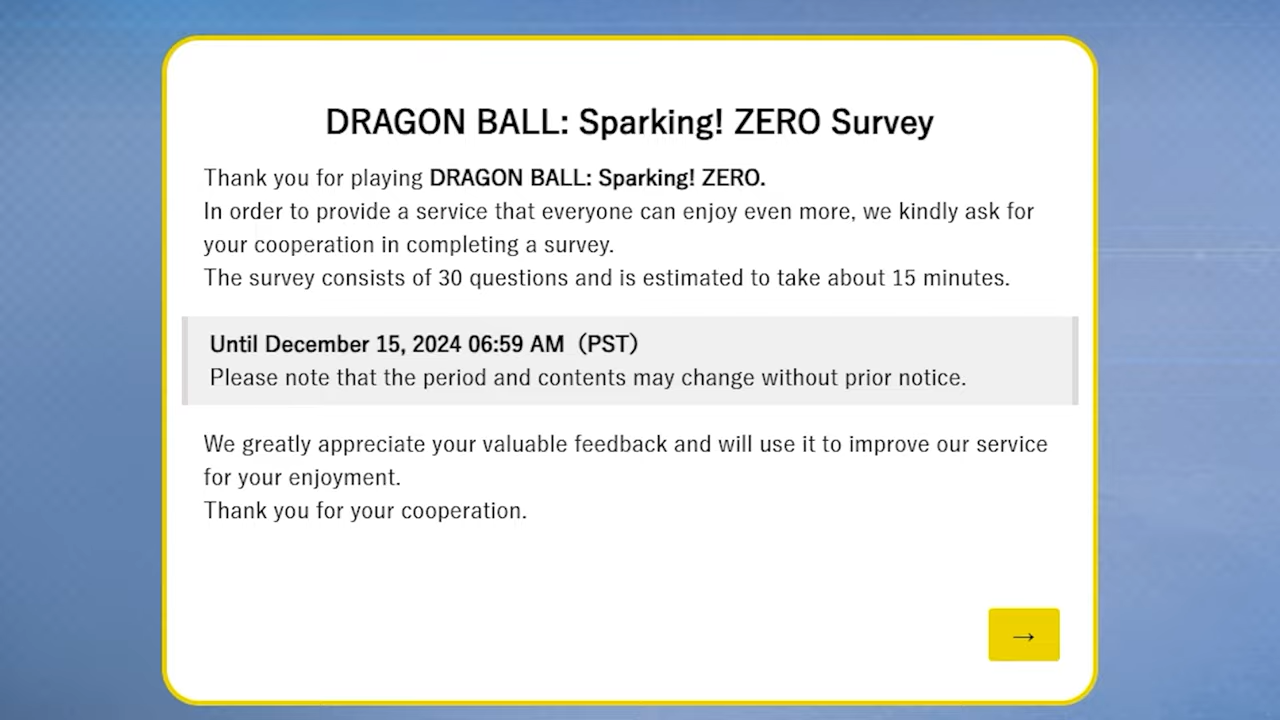 DRAGON BALL: Sparking! ZERO Survey
Thank you for playing DRAGON BALL: Sparking! ZERO.
In order to provide a service that everyone can enjoy even more, we kindly ask for
your cooperation in completing a survey.
The survey consists of 30 questions and is estimated to take about 15 minutes.
Until December 15, 2024 06:59 AM（PST）
Please note that the period and contents may change without prior notice.
We greatly appreciate your valuable feedback and will use it to improve our service
for your enjoyment.
Thank you for your cooperation.
→